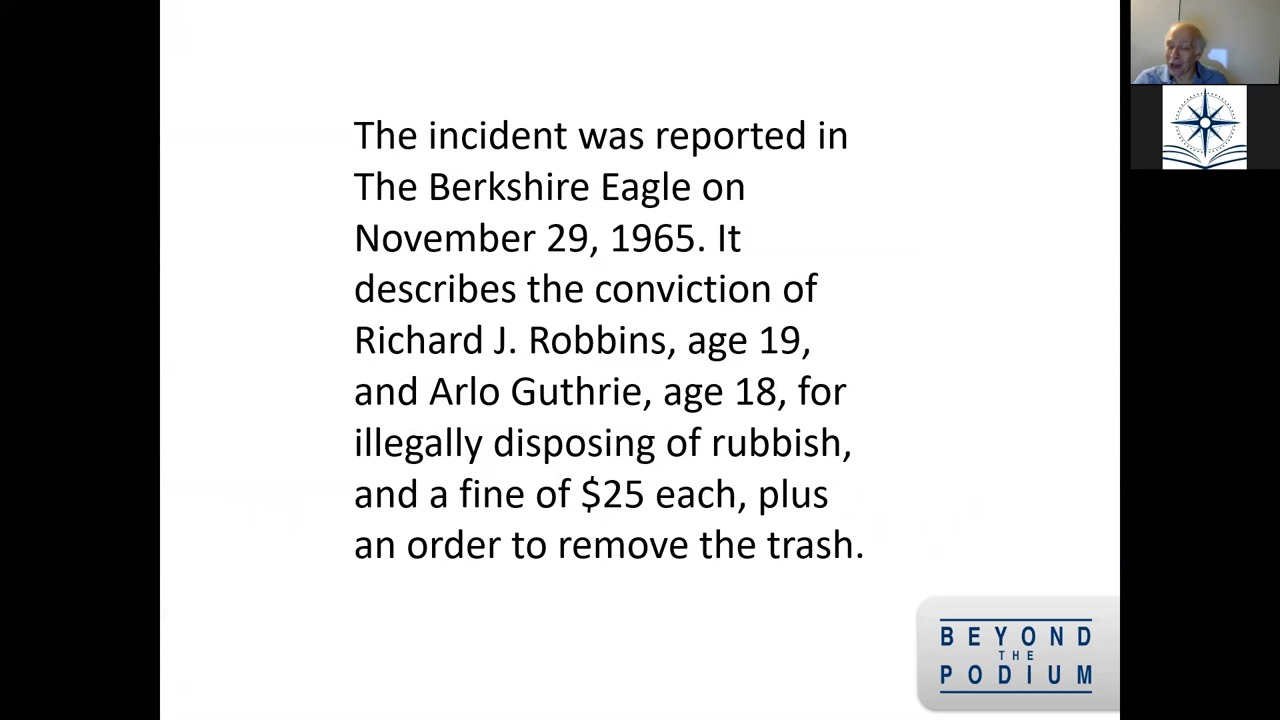 The incident was reported in
The Berkshire Eagle on
November 29, 1965. It
describes the conviction of
Richard J. Robbins, age 19,
and Arlo Guthrie, age 18, for
illegally disposing of rubbish,
and a fine of $25 each, plus
an order to remove the trash.
BEYOND
THE
PODIUM